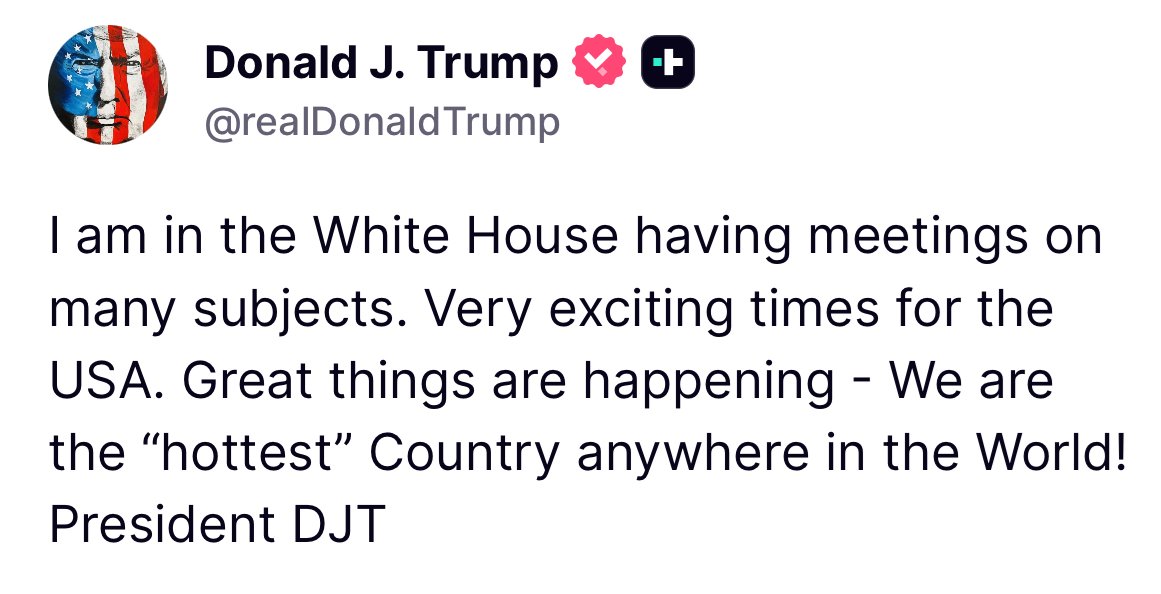 Donald J. Trump
@realDonaldTrump
I am in the White House having meetings on
many subjects. Very exciting times for the
USA. Great things are happening - We are
the “hottest” Country anywhere in the World!
President DJT